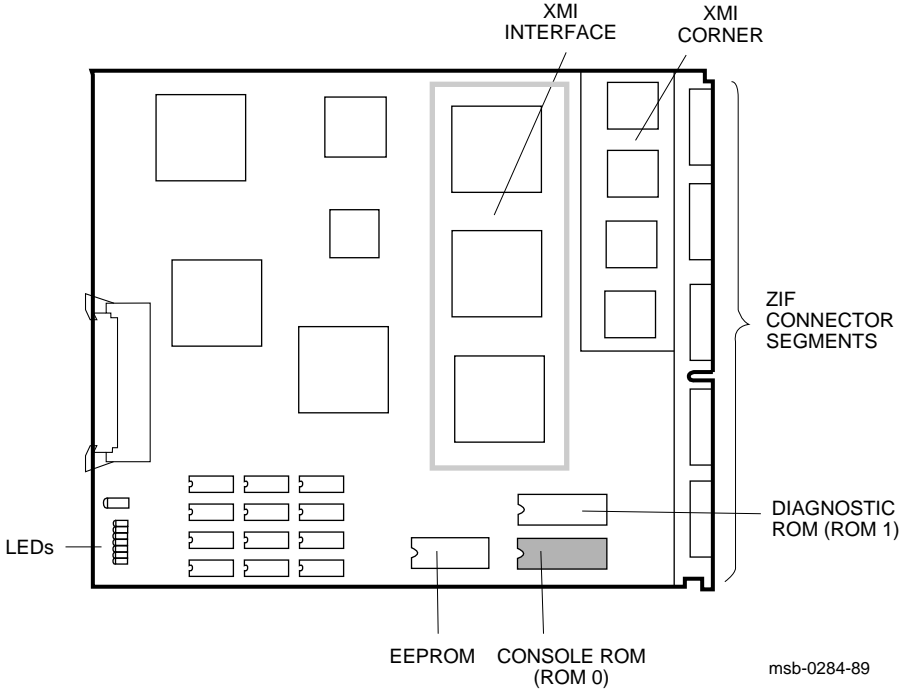 XMI
INTERFACE
XMI
CORNER
ZIF
CONNECTOR
SEGMENTS
DIAGNOSTIC
ROM (ROM 1)
LEDs
EEPROM
CONSOLE ROM
(ROM 0)
msb-0284-89